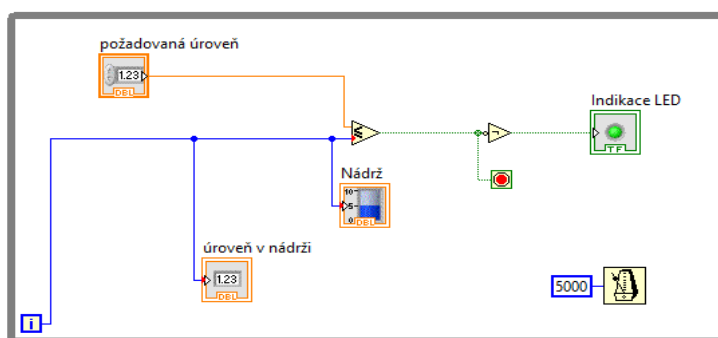 požadovaná úroveň
1.23
DBL
Indikace LED
TF
Nádrž
10
5
0
DBL
úroveň v nádrži
1.23
DBL
5000
i